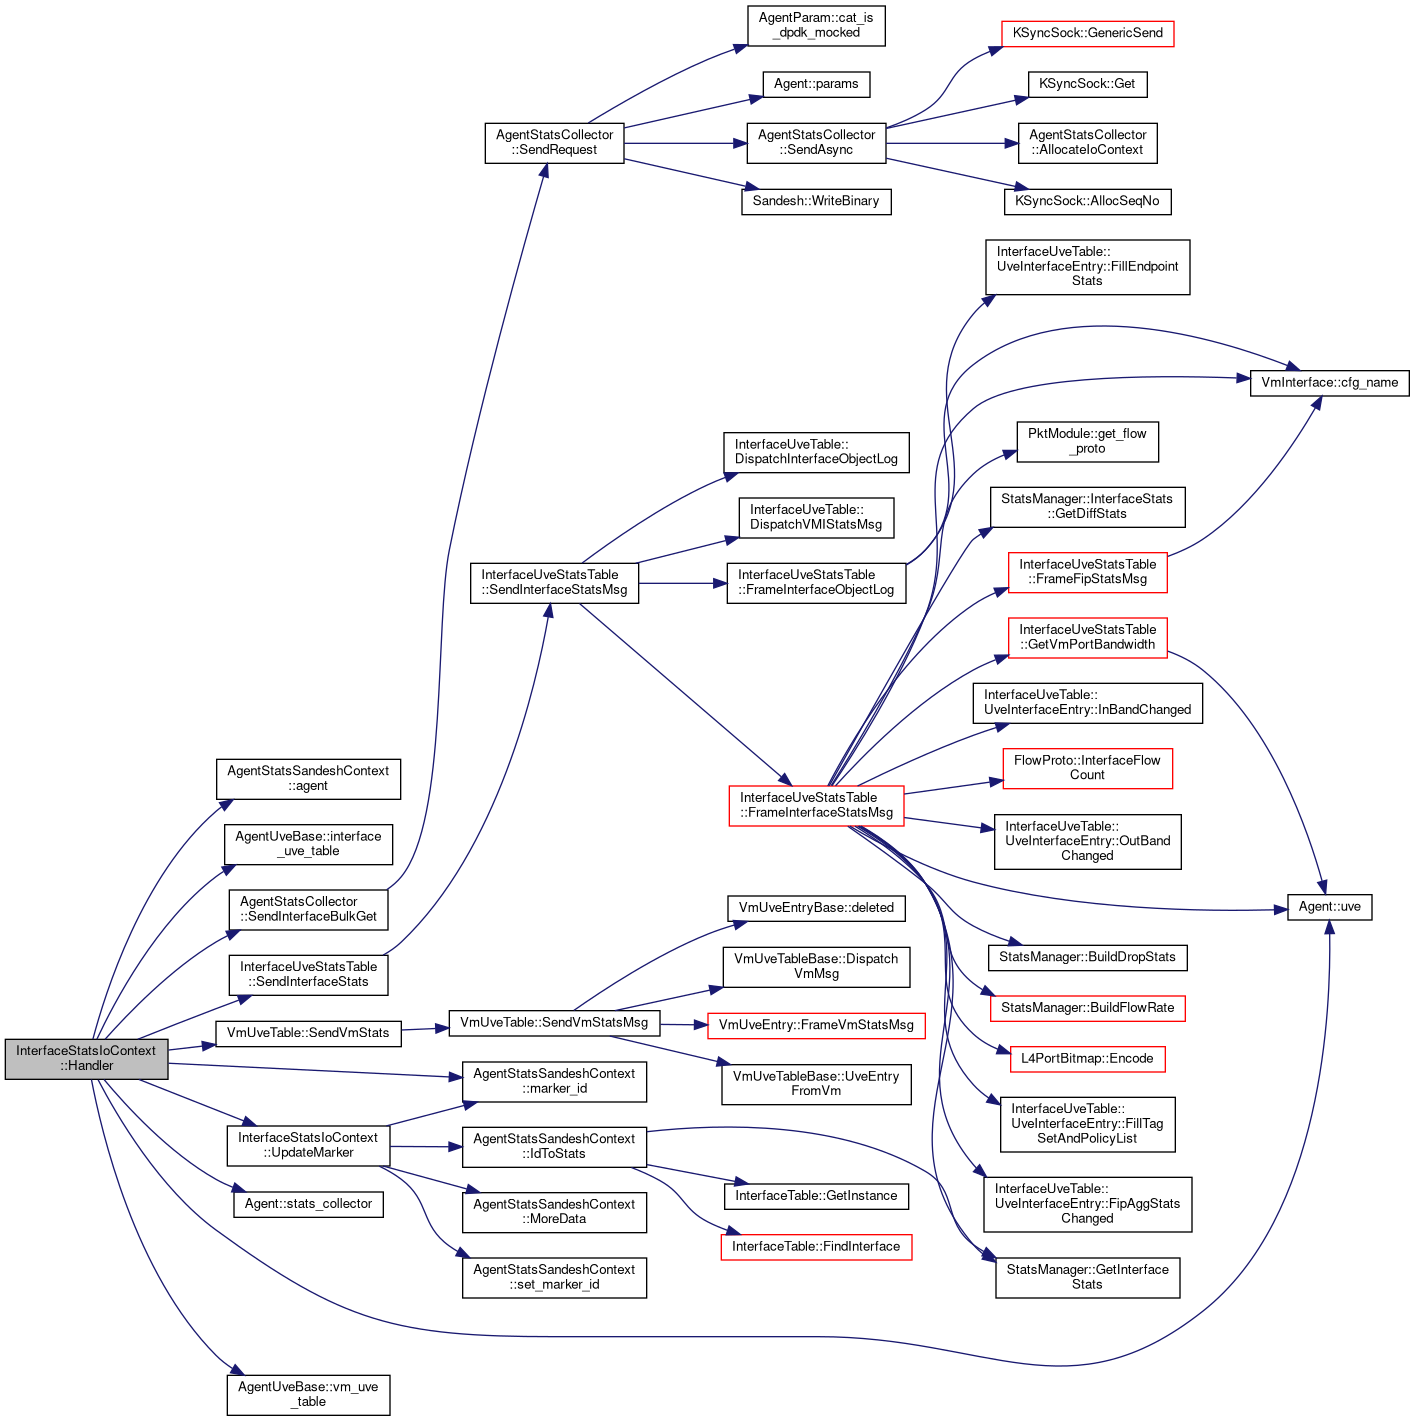 AgentParam::cat_is
_dpdk_mocked
KSyncSock::GenericSend
Agent::params
KSyncSock::Get
AgentStatsCollector
::SendRequest
AgentStatsCollector
::SendAsync
AgentStatsCollector
::AllocateIoContext
Sandesh::WriteBinary
KSyncSock::AllocSeqNo
InterfaceUveTable::
UveInterfaceEntry::FillEndpoint
Stats
VmInterface::cfg_name
InterfaceUveTable::
DispatchInterfaceObjectLog
PktModule::get_flow
_proto
InterfaceUveTable::
DispatchVMIStatsMsg
StatsManager::InterfaceStats
::GetDiffStats
InterfaceUveStatsTable
::SendInterfaceStatsMsg
InterfaceUveStatsTable
::FrameInterfaceObjectLog
InterfaceUveStatsTable
::FrameFipStatsMsg
InterfaceUveStatsTable
::GetVmPortBandwidth
InterfaceUveTable::
UveInterfaceEntry::InBandChanged
AgentStatsSandeshContext
::agent
FlowProto::InterfaceFlow
Count
InterfaceUveStatsTable
::FrameInterfaceStatsMsg
AgentUveBase::interface
_uve_table
InterfaceUveTable::
UveInterfaceEntry::OutBand
Changed
AgentStatsCollector
::SendInterfaceBulkGet
VmUveEntryBase::deleted
Agent::uve
InterfaceUveStatsTable
::SendInterfaceStats
VmUveTableBase::Dispatch
VmMsg
StatsManager::BuildDropStats
StatsManager::BuildFlowRate
VmUveTable::SendVmStats
VmUveTable::SendVmStatsMsg
VmUveEntry::FrameVmStatsMsg
InterfaceStatsIoContext
::Handler
L4PortBitmap::Encode
AgentStatsSandeshContext
::marker_id
VmUveTableBase::UveEntry
FromVm
InterfaceUveTable::
UveInterfaceEntry::FillTag
SetAndPolicyList
InterfaceStatsIoContext
::UpdateMarker
AgentStatsSandeshContext
::IdToStats
Agent::stats_collector
AgentStatsSandeshContext
::MoreData
InterfaceTable::GetInstance
InterfaceUveTable::
UveInterfaceEntry::FipAggStats
Changed
InterfaceTable::FindInterface
AgentStatsSandeshContext
::set_marker_id
StatsManager::GetInterface
Stats
AgentUveBase::vm_uve
_table